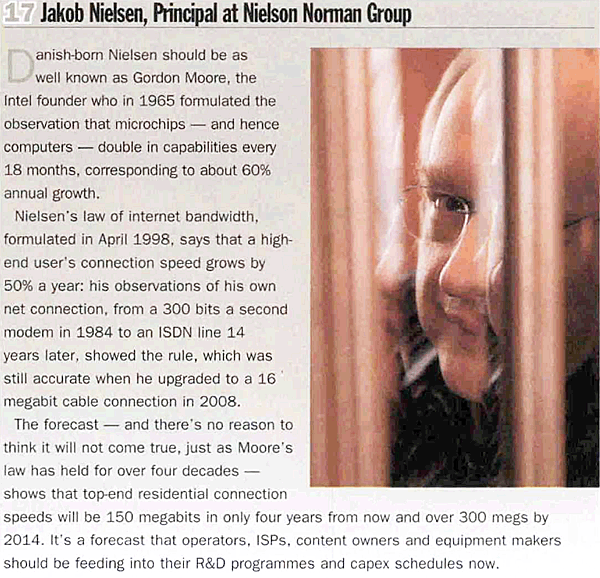 17 Jakob Nielsen, Principal at Nielson Norman Group
Danish-born Nielsen should be as
well known as Gordon Moore, the
Intel founder who in 1965 formulated the
observation that microchips — and hence
computers — double in capabilities every
18 months, corresponding to about 60%
annual growth.
Nielsen's law of internet bandwidth,
formulated in April 1998, says that a high-
end user's connection speed grows by
50% a year: his observations of his own
net connection, from a 300 bits a second
modem in 1984 to an ISDN line 14
years later, showed the rule, which was
still accurate when he upgraded to a 16
megabit cable connection in 2008.
The forecast — and there's no reason to
think it will not come true, just as Moore's
law has held for over four decades —
shows that top-end residential connection
speeds will be 150 megabits in only four years from now and over 300 megs by
2014. It's a forecast that operators, ISPs, content owners and equipment makers
should be feeding into their R&D programmes and capex schedules now.